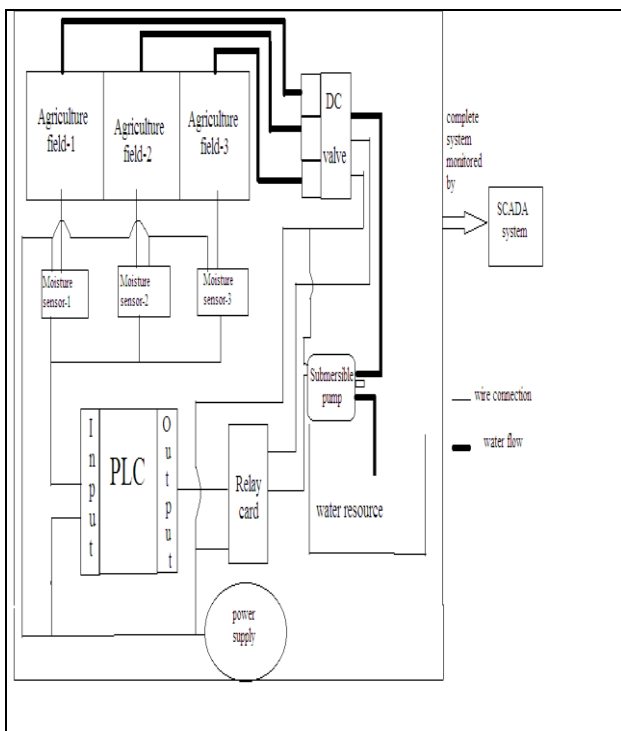 Agriculture
field-1
Agriculture
field-2
Agriculture
field-3
DC
valve
complete
system
monitored
by
SCADA
system
Moisture
sensor-1
Moisture
sensor-2
Moisture
sensor-3
Submersible
pump
wire connection
water flow
Input
PLC
Output
Relay
card
water resource
power
supply